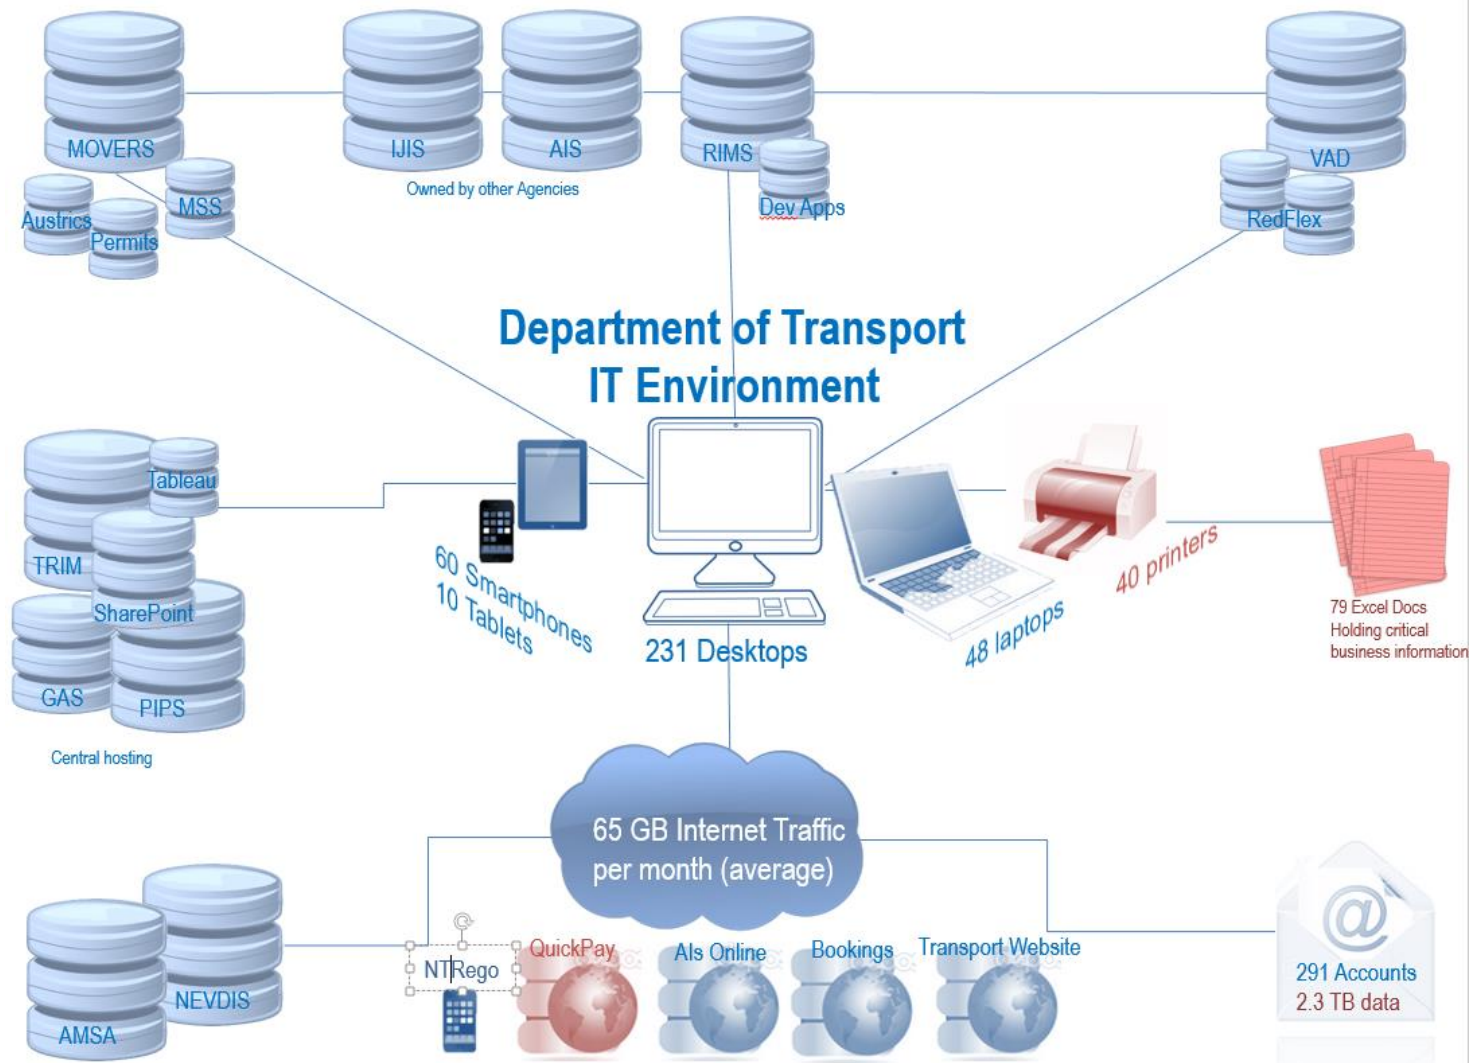 MOVERS
IJIS
AIS
RIMS
VAD
Owned by other Agencies
Austrics
MSS
Permits
Dev Apps
RedFlex
Department of Transport
IT Environment
Tableau
TRIM
SharePoint
GAS
PIPS
Central hosting
60 Smartphones
10 Tablets
231 Desktops
48 laptops
40 printers
79 Excel Docs
Holding critical
business information
65 GB Internet Traffic
per month (average)
NEVDIS
AMSA
NTRego
QuickPay
AIs Online
Bookings
Transport Website
@
291 Accounts
2.3 TB data